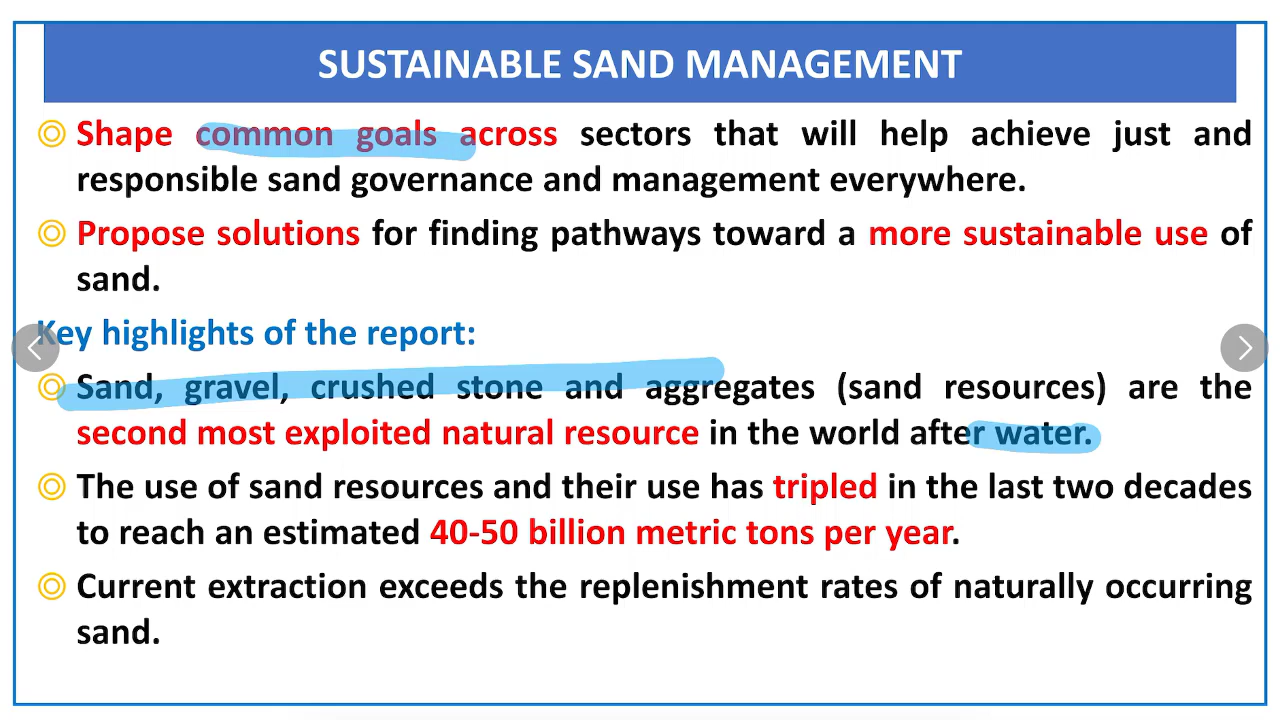 SUSTAINABLE SAND MANAGEMENT
Shape common goals across sectors that will help achieve just and
responsible sand governance and management everywhere.
Propose solutions for finding pathways toward a more sustainable use of
sand.
Key highlights of the report:
Sand, gravel, crushed stone and aggregates (sand resources) are the
second most exploited natural resource in the world after water.
The use of sand resources and their use has tripled in the last two decades
to reach an estimated 40-50 billion metric tons per year.
Current extraction exceeds the replenishment rates of naturally occurring
sand.